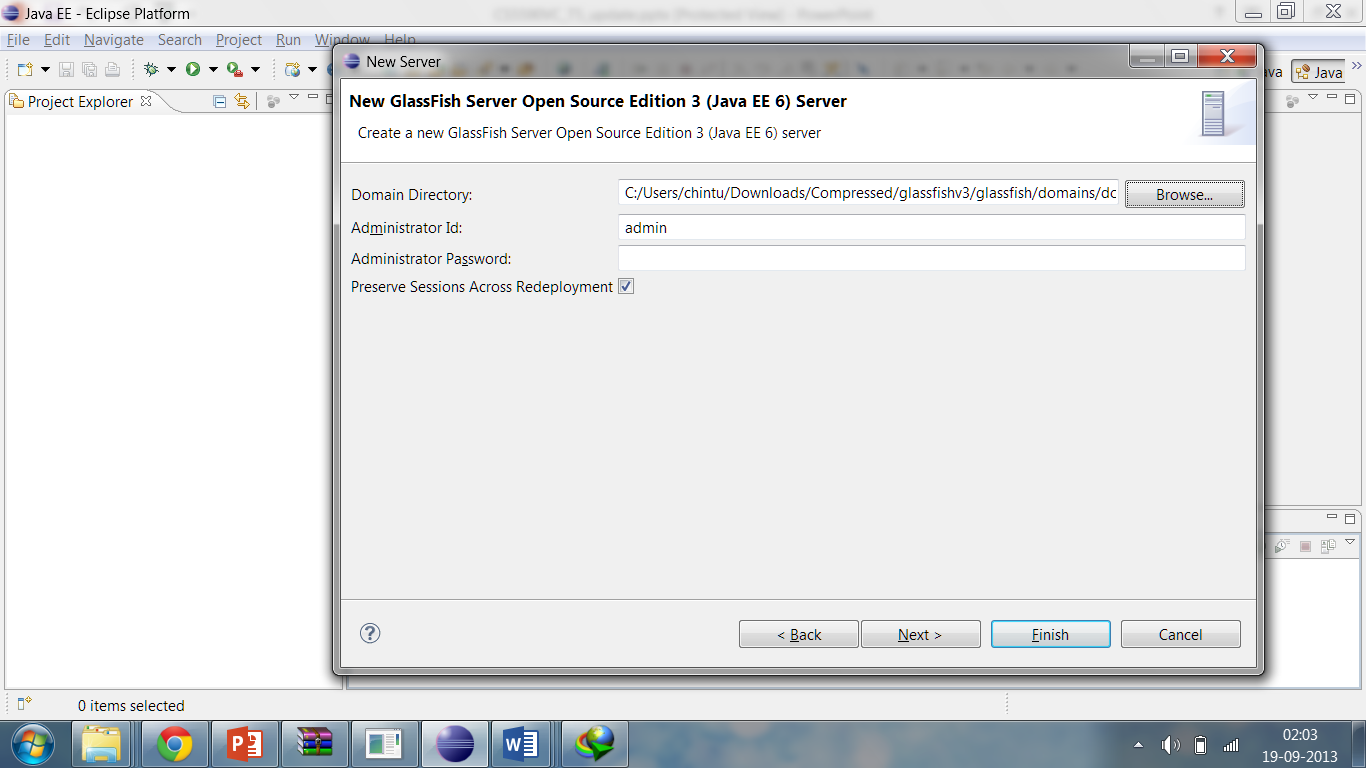 Java EE - Eclipse Platform
File Edit Navigate Search Project Run Window Help
Project Explorer
Java
New Server
New GlassFish Server Open Source Edition 3 (Java EE 6) Server
Create a new GlassFish Server Open Source Edition 3 (Java EE 6) server
Domain Directory: C:/Users/chintu/Downloads/Compressed/glassfishv3/glassfish/domains/dc Browse...
Administrator Id: admin
Administrator Password:
Preserve Sessions Across Redeployment
< Back Next > Finish Cancel
0 items selected
02:03
19-09-2013